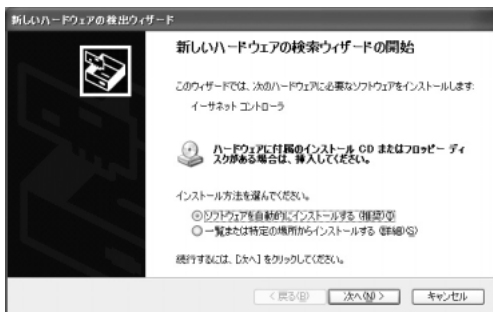 新しいハードウェアの検出ウィザード
新しいハードウェアの検索ウィザードの開始
このウィザードでは、次のハードウェアに必要なソフトウェアをインストールします:
イーサネット コントローラ
ハードウェアに付属のインストール CD またはフロッピー ディ
スクがある場合は、挿入してください。
インストール方法を選んでください。
ソフトウェアを自動的にインストールする (推奨)(I)
一覧または特定の場所からインストールする (詳細)(S)
続行するには、[次へ] をクリックしてください。
< 戻る(B) 次へ(N) > キャンセル